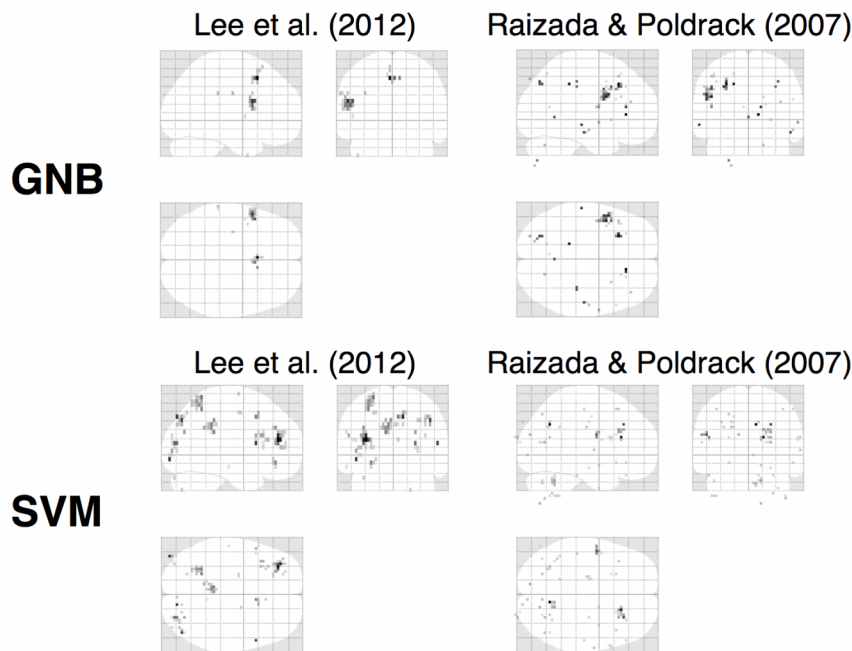 Lee et al. (2012) Raizada & Poldrack (2007)
GNB
Lee et al. (2012) Raizada & Poldrack (2007)
SVM